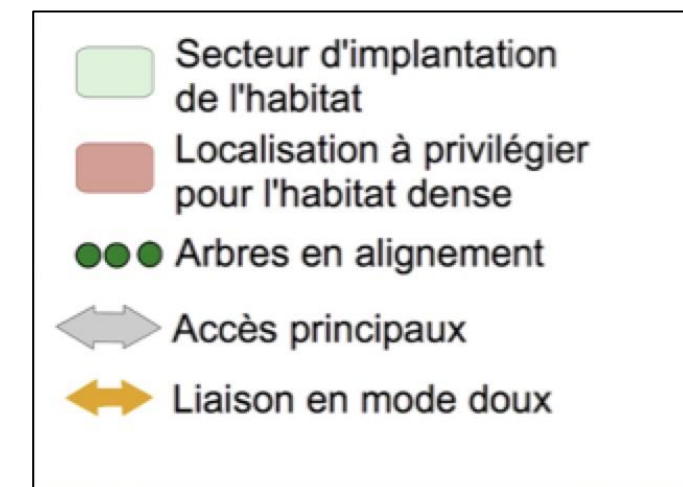 Secteur d'implantation
de l'habitat
Localisation à privilégier
pour l'habitat dense
Arbres en alignement
Accès principaux
Liaison en mode doux